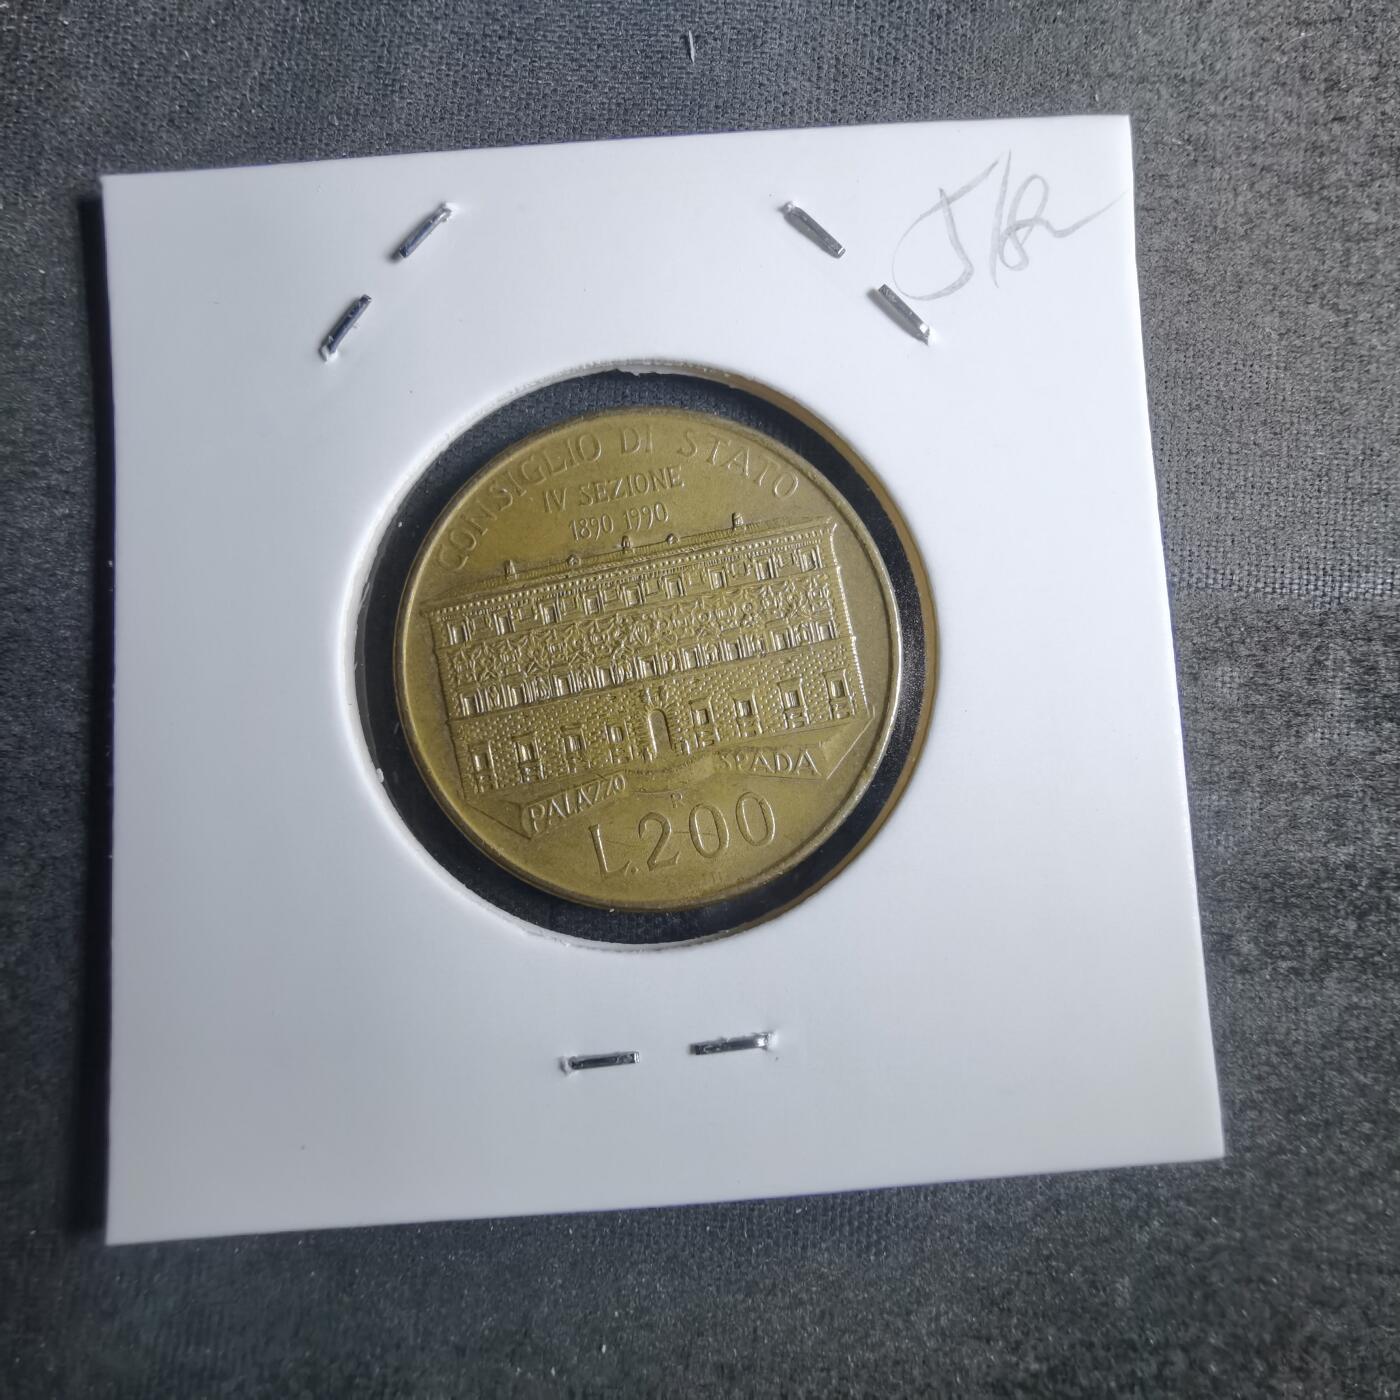 CONSIGLIO DI STATO
IV SEZIONE
1890 1990
PALAZZO SPADA
R
L.200